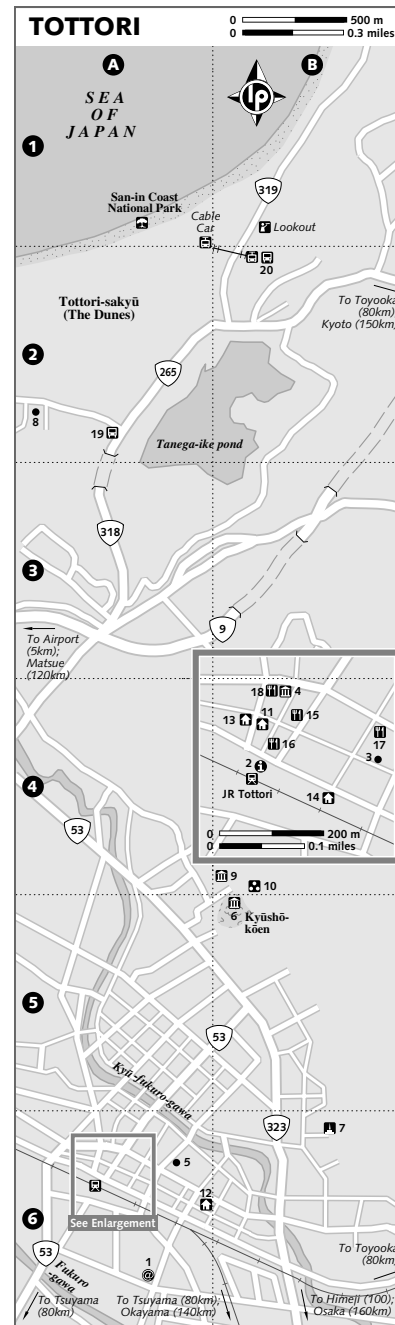 TOTTORI
0 500 m
0 0.3 miles
A
B
lp
SEA
OF
JAPAN
1
San-in Coast
National Park
Cable
Car
319
Lookout
20
Tottori-sakyū
(The Dunes)
To Toyooka
(80km);
Kyoto (150km)
2
265
8
19
Tanega-ike pond
318
3
9
To Airport
(5km);
Matsue
(120km)
18
4
13
11
15
17
16
3
2
JR Tottori
14
0 200 m
0 0.1 miles
4
53
9
10
6
Kyūshō-
kōen
5
53
Kyū-fukuro-gawa
323
7
5
12
See Enlargement
6
53
Fukuro
-gawa
1
@
To Toyooka
(80km)
To Tsuyama
(80km)
To Tsuyama (80km);
Okayama (140km)
To Himeji (100);
Osaka (160km)